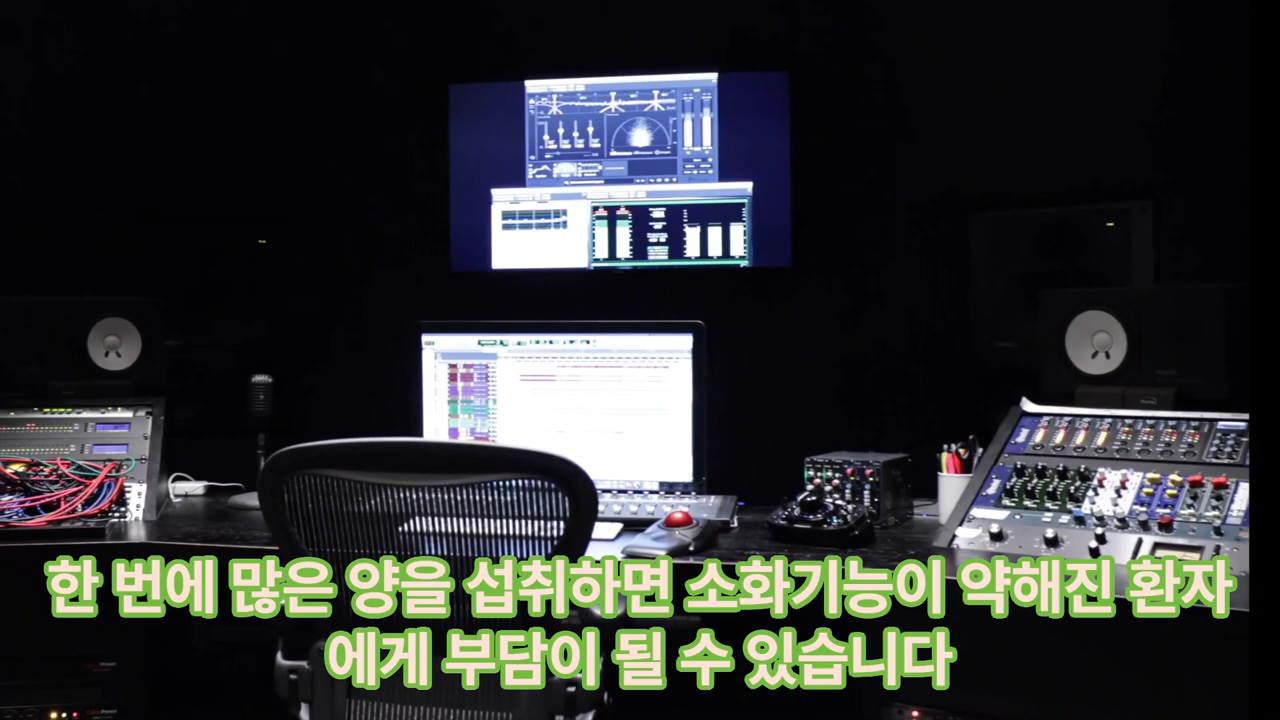 한 번에 많은 양을 섭취하면 소화기능이 약해진 환자
에게 부담이 될 수 있습니다